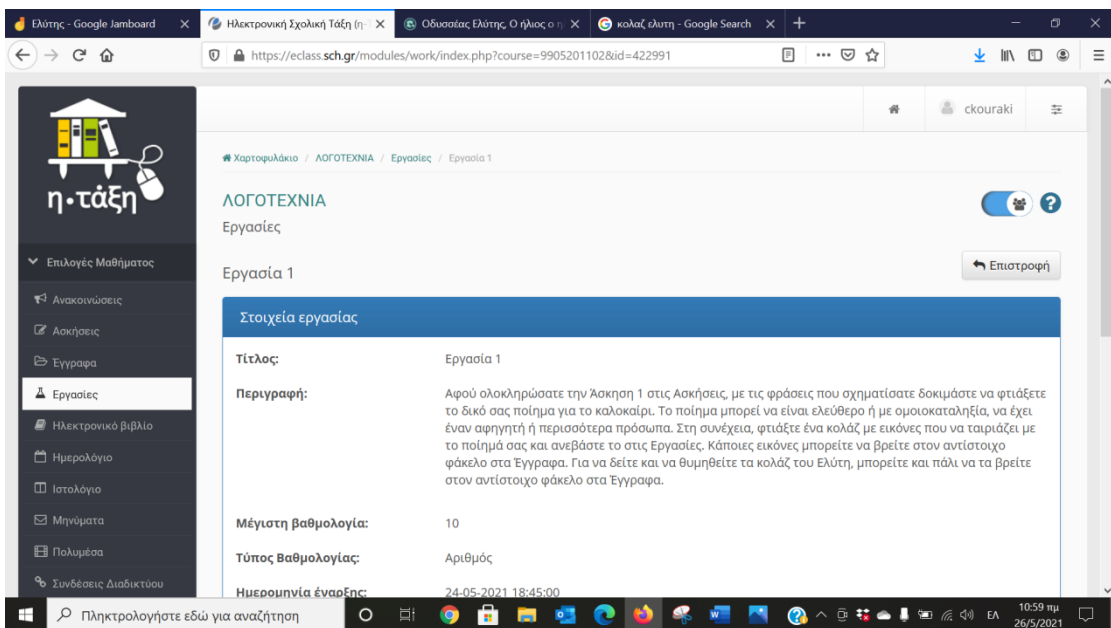 Ελύτης - Google Jamboard
Ηλεκτρονική Σχολική Τάξη (η-
Οδυσσέας Ελύτης, Ο ήλιος ο η
κολαζ ελυτη - Google Search
https://eclass.sch.gr/modules/work/index.php?course=9905201102&id=422991
η·τάξη
ckouraki
Χαρτοφυλάκιο / ΛΟΓΟΤΕΧΝΙΑ / Εργασίες / Εργασία 1
ΛΟΓΟΤΕΧΝΙΑ
Εργασίες
Επιλογές Μαθήματος
Εργασία 1
Επιστροφή
Ανακοινώσεις
Ασκήσεις
Έγγραφα
Εργασίες
Ηλεκτρονικό Βιβλίο
Ημερολόγιο
Ιστολόγιο
Μηνύματα
Πολυμέσα
Συνδέσεις Διαδικτύου
Στοιχεία εργασίας
Τίτλος: Εργασία 1
Περιγραφή: Αφού ολοκληρώσατε την Άσκηση 1 στις Ασκήσεις, με τις φράσεις που σχηματίσατε δοκιμάστε να φτιάξετε
το δικό σας ποίημα για το καλοκαίρι. Το ποίημα μπορεί να είναι ελεύθερο ή με ομοιοκαταληξία, να έχει
έναν αφηγητή ή περισσότερα πρόσωπα. Στη συνέχεια, φτιάξτε ένα κολάζ με εικόνες που να ταιριάζει με
το ποίημά σας και ανεβάστε το στις Εργασίες. Κάποιες εικόνες μπορείτε να βρείτε στον αντίστοιχο
φάκελο στα Έγγραφα. Για να δείτε και να θυμηθείτε τα κολάζ του Ελύτη, μπορείτε και πάλι να τα βρείτε
στον αντίστοιχο φάκελο στα Έγγραφα.
Μέγιστη βαθμολογία: 10
Τύπος Βαθμολογίας: Αριθμός
Ημερομηνία έναρξης: 24-05-2021 18:45:00
Πληκτρολογήστε εδώ για αναζήτηση
ΕΛ
10:59 πμ
26/5/2021